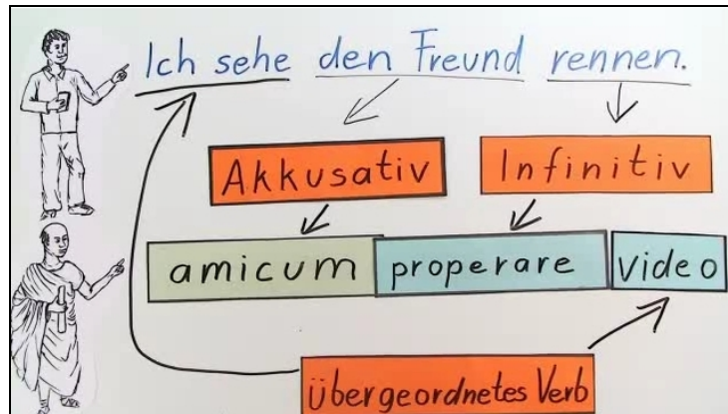 Ich sehe den Freund rennen.
Akkusativ Infinitiv
amicum properare video
übergeordnetes Verb